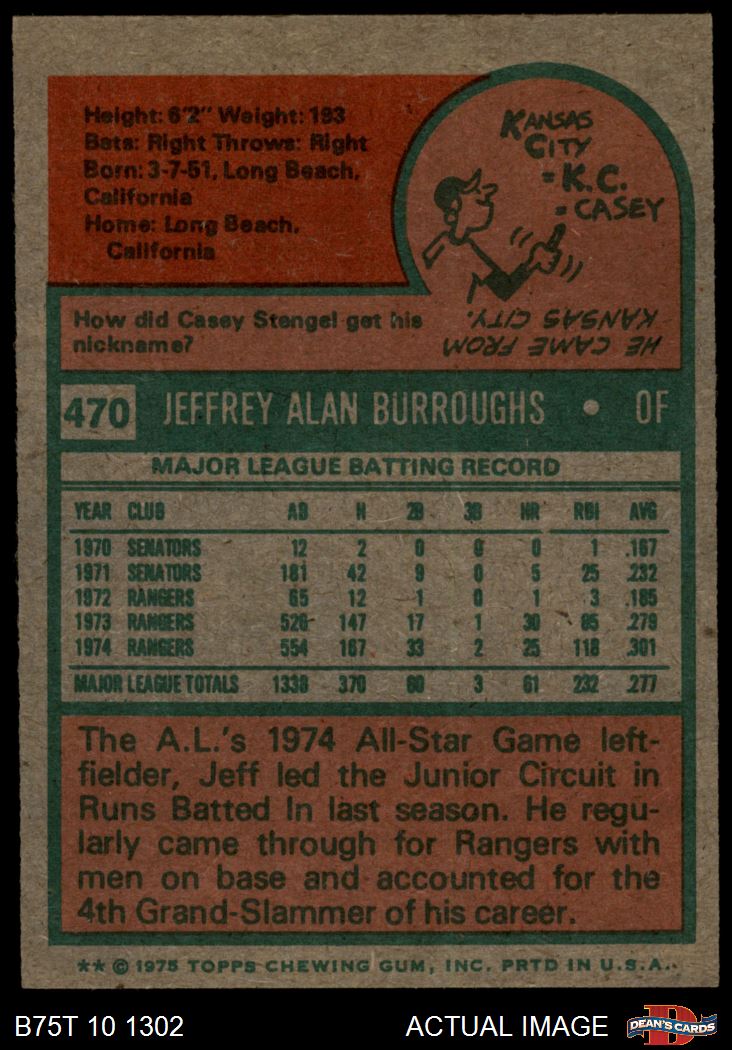 Height: 6'2" Weight: 193
Bats: Right Throws: Right
Born: 3-7-51, Long Beach,
California
Home: Long Beach,
California
KANSAS
CITY
= K.C.
= CASEY
How did Casey Stengel get his
nickname?
HE CAME FROM
KANSAS CITY.
470 JEFFREY ALAN BURROUGHS • OF
MAJOR LEAGUE BATTING RECORD
YEAR CLUB AB H 2B 3B HR RBI AVG
1970 SENATORS 12 2 0 0 0 1 .167
1971 SENATORS 181 42 9 0 5 25 .232
1972 RANGERS 65 12 1 0 1 3 .185
1973 RANGERS 526 147 17 1 30 85 .279
1974 RANGERS 554 167 33 2 25 118 .301
MAJOR LEAGUE TOTALS 1338 370 60 3 61 232 .277
The A.L.'s 1974 All-Star Game left-
fielder, Jeff led the Junior Circuit in
Runs Batted In last season. He regu-
larly came through for Rangers with
men on base and accounted for the
4th Grand-Slammer of his career.
** © 1975 TOPPS CHEWING GUM, INC. PRTD IN U.S.A.
B75T 10 1302 ACTUAL IMAGE
D
DEAN'S CARDS